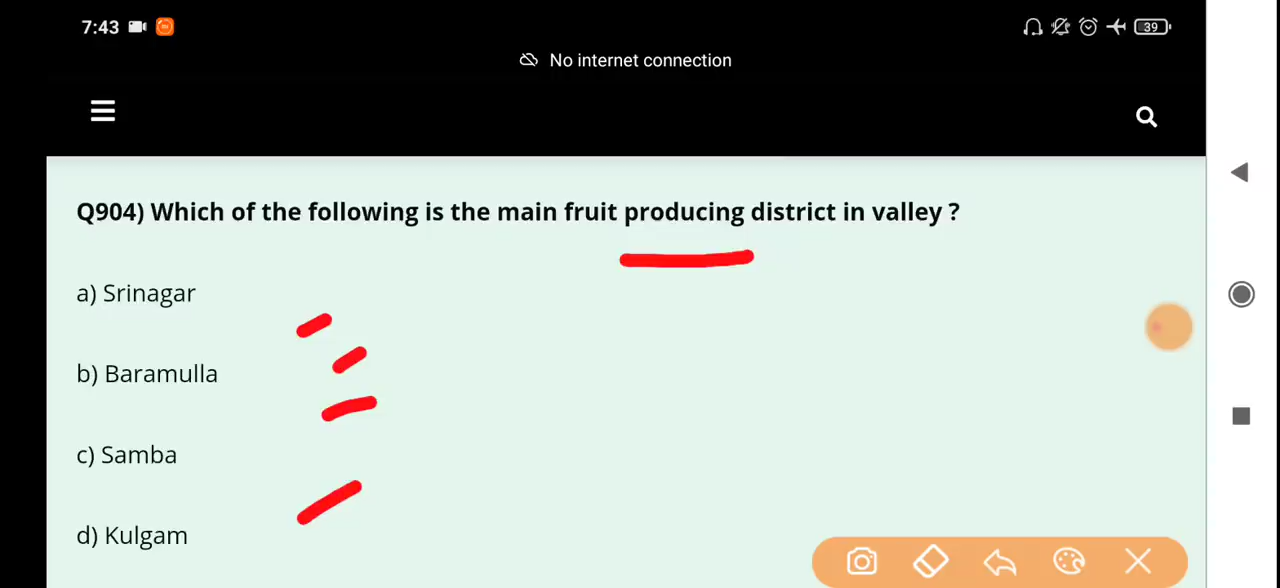 7:43
39
No internet connection
Q904) Which of the following is the main fruit producing district in valley ?
a) Srinagar
b) Baramulla
c) Samba
d) Kulgam